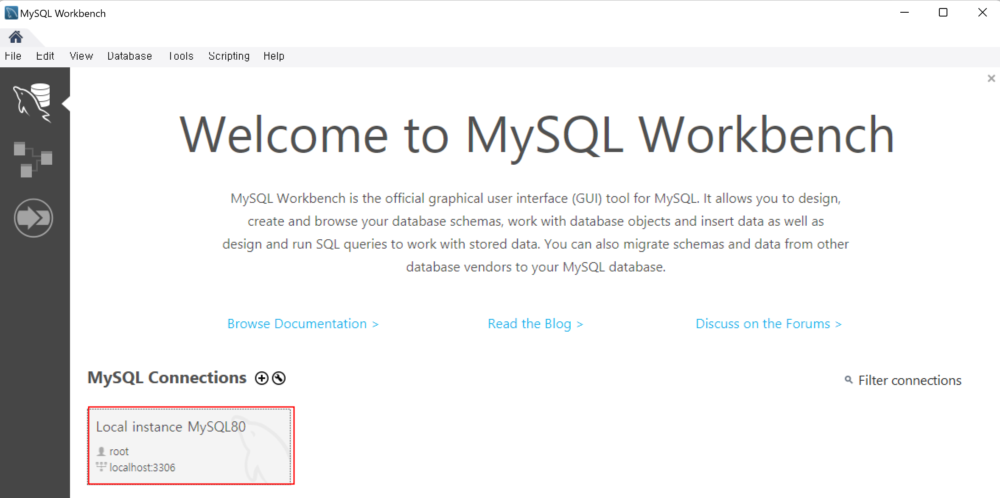 MySQL Workbench
File Edit View Database Tools Scripting Help
Welcome to MySQL Workbench
MySQL Workbench is the official graphical user interface (GUI) tool for MySQL. It allows you to design,
create and browse your database schemas, work with database objects and insert data as well as
design and run SQL queries to work with stored data. You can also migrate schemas and data from other
database vendors to your MySQL database.
Browse Documentation > Read the Blog > Discuss on the Forums >
MySQL Connections
Filter connections
Local instance MySQL80
root
localhost:3306